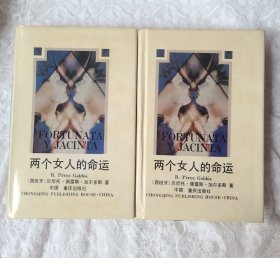 FORTUNATA
Y JACINTA
两个女人的命运
B. Pérez Galdós
(西班牙) 贝尼托·佩雷斯·加尔多斯 著
中国 重庆出版社
CHONGQING PUBLISHING HOUSE·CHINA
FORTUNATA
Y JACINTA
两个女人的命运
B. Pérez Galdós
(西班牙) 贝尼托·佩雷斯·加尔多斯 著
中国 重庆出版社
CHONGQING PUBLISHING HOUSE·CHINA